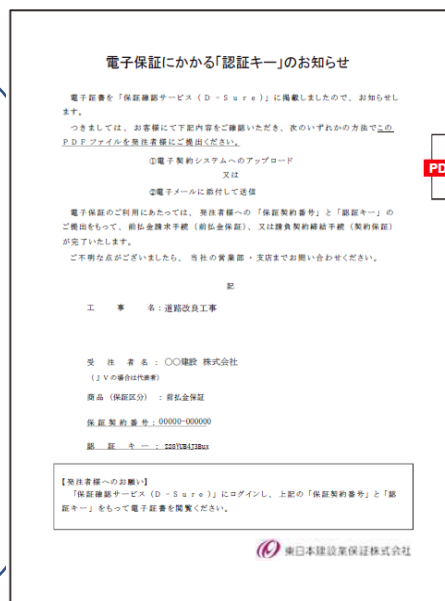 電子保証にかかる「認証キー」のお知らせ
電子証書を「保証確認サービス（D－Sure）」に掲載しましたので、お知らせし
ます。
つきましては、お客様にて下記内容をご確認いただき、次のいずれかの方法でこの
PDFファイルを発注者様にご提出ください。
①電子契約システムへのアップロード
又は
②電子メールに添付して送信
電子保証のご利用にあたっては、発注者様への「保証契約番号」と「認証キー」の
ご提出をもって、前払金請求手続（前払金保証）、又は請負契約締結手続（契約保証）
が完了いたします。
ご不明な点がございましたら、当社の営業部・支店までお問い合わせください。
記
工事名：道路改良工事
受注者名：〇〇建設 株式会社
（JVの場合は代表者）
商品（保証区分）：前払金保証
保証契約番号：00000-000000
認証キー：
【発注者様へのお願い】
「保証確認サービス（D－Sure）」にログインし、上記の「保証契約番号」と「認
証キー」をもって電子証書を閲覧ください。
東日本建設業保証株式会社